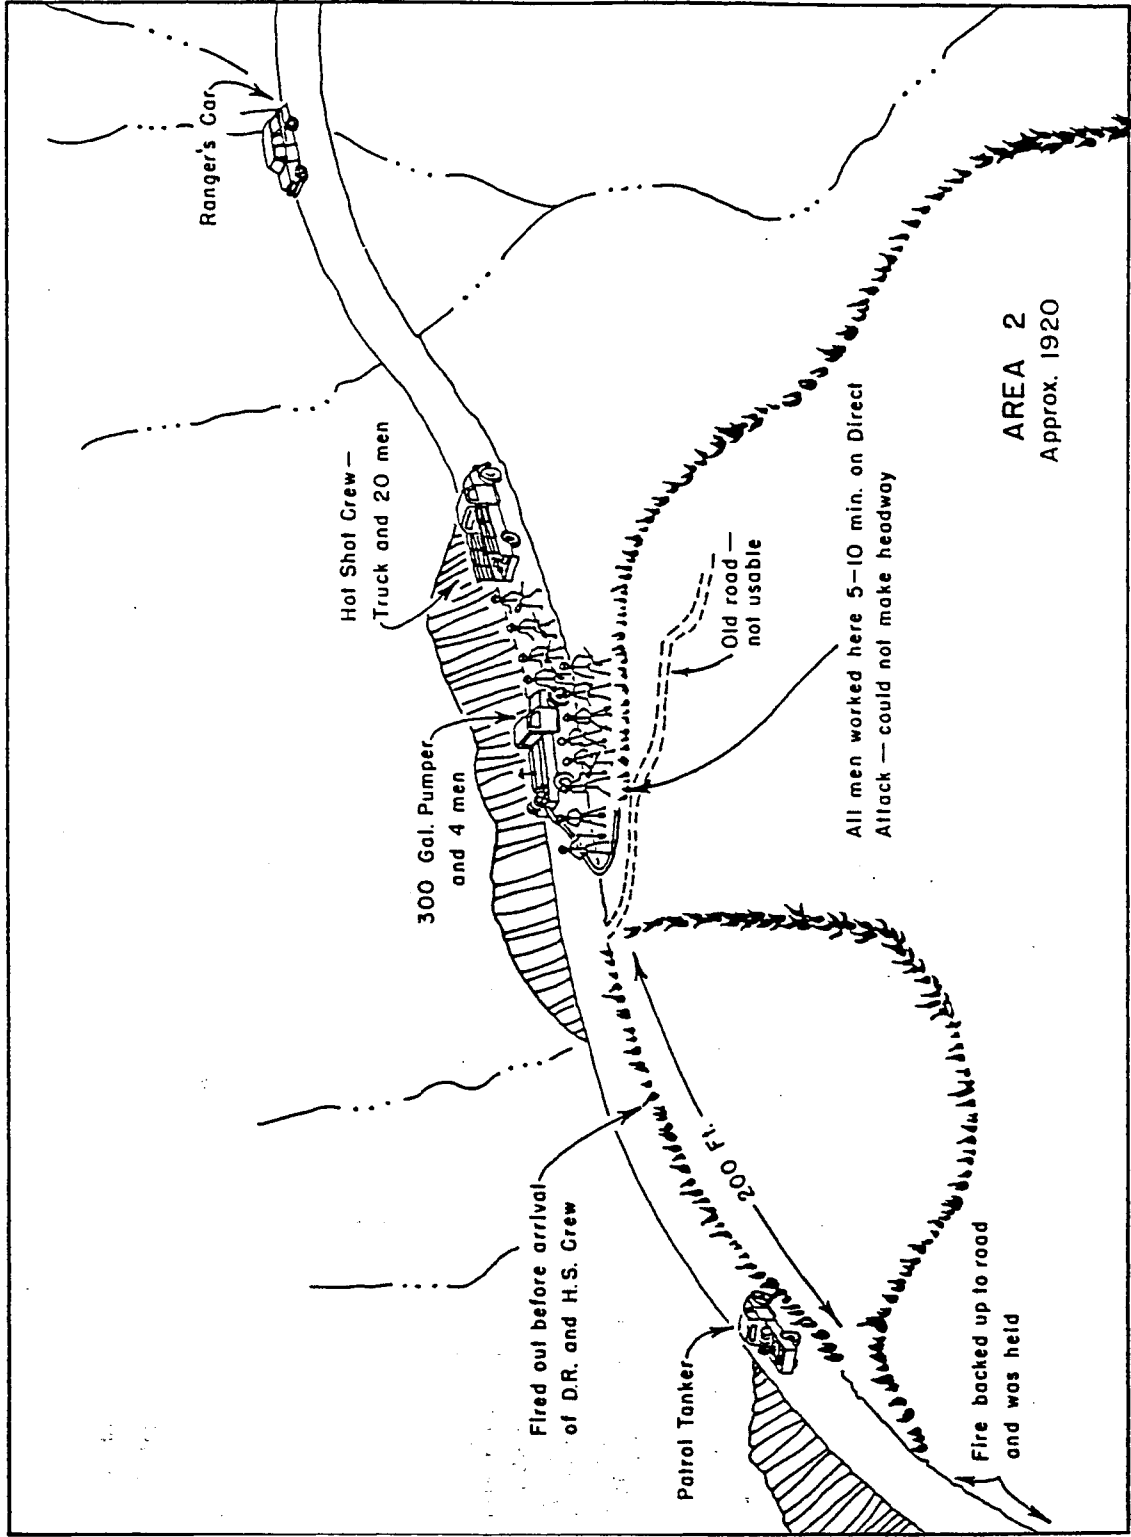 Ranger's Car
Hot Shot Crew—
Truck and 20 men
300 Gal. Pumper
and 4 men
Old road—
not usable
All men worked here 5-10 min. on Direct
Attack — could not make headway
AREA 2
Approx. 1920
Fired out before arrival
of D.R. and H.S. Crew
200 Ft.
Patrol Tanker
Fire backed up to road
and was held